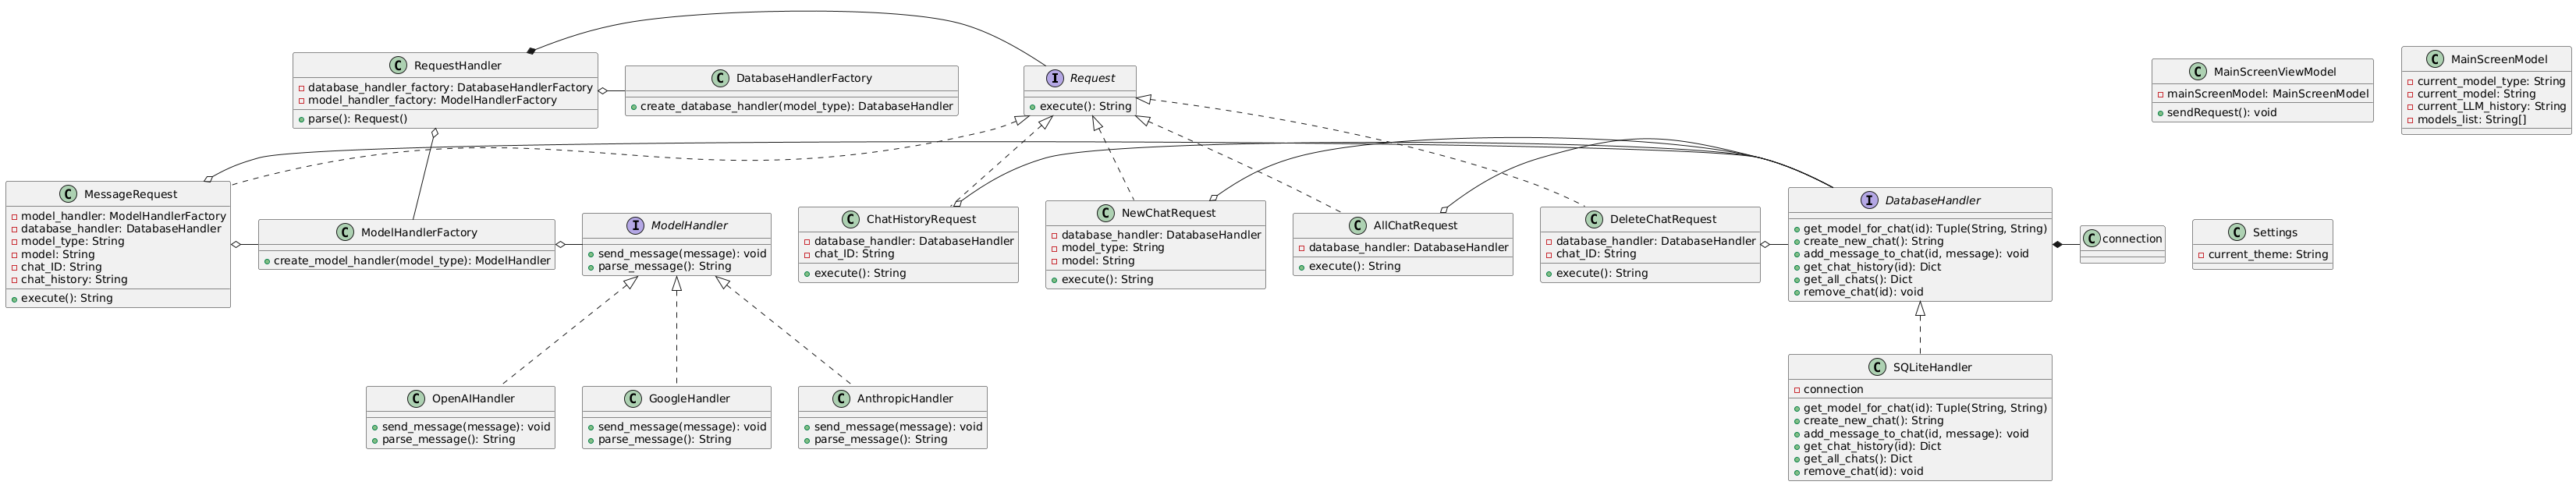 C RequestHandler
database_handler_factory: DatabaseHandlerFactory
model_handler_factory: ModelHandlerFactory
parse(): Request()
C DatabaseHandlerFactory
create_database_handler(model_type): DatabaseHandler
I Request
execute(): String
C MainScreenViewModel
mainScreenModel: MainScreenModel
sendRequest(): void
C MainScreenModel
current_model_type: String
current_model: String
current_LLM_history: String
models_list: String[]
C MessageRequest
model_handler: ModelHandlerFactory
database_handler: DatabaseHandler
model_type: String
model: String
chat_ID: String
chat_history: String
execute(): String
C ModelHandlerFactory
create_model_handler(model_type): ModelHandler
I ModelHandler
send_message(message): void
parse_message(): String
C ChatHistoryRequest
database_handler: DatabaseHandler
chat_ID: String
execute(): String
C NewChatRequest
database_handler: DatabaseHandler
model_type: String
model: String
execute(): String
C AllChatRequest
database_handler: DatabaseHandler
execute(): String
C DeleteChatRequest
database_handler: DatabaseHandler
chat_ID: String
execute(): String
I DatabaseHandler
get_model_for_chat(id): Tuple(String, String)
create_new_chat(): String
add_message_to_chat(id, message): void
get_chat_history(id): Dict
get_all_chats(): Dict
remove_chat(id): void
C connection
C Settings
current_theme: String
C OpenAIHandler
send_message(message): void
parse_message(): String
C GoogleHandler
send_message(message): void
parse_message(): String
C AnthropicHandler
send_message(message): void
parse_message(): String
C SQLiteHandler
connection
get_model_for_chat(id): Tuple(String, String)
create_new_chat(): String
add_message_to_chat(id, message): void
get_chat_history(id): Dict
get_all_chats(): Dict
remove_chat(id): void